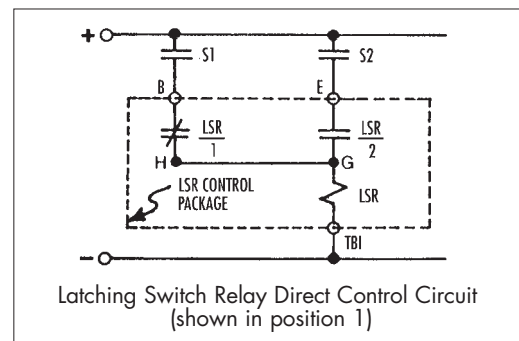 +
S1 S2
B E
LSR/1 LSR/2
H G
LSR CONTROL PACKAGE
LSR
TB1
-
Latching Switch Relay Direct Control Circuit
(shown in position 1)